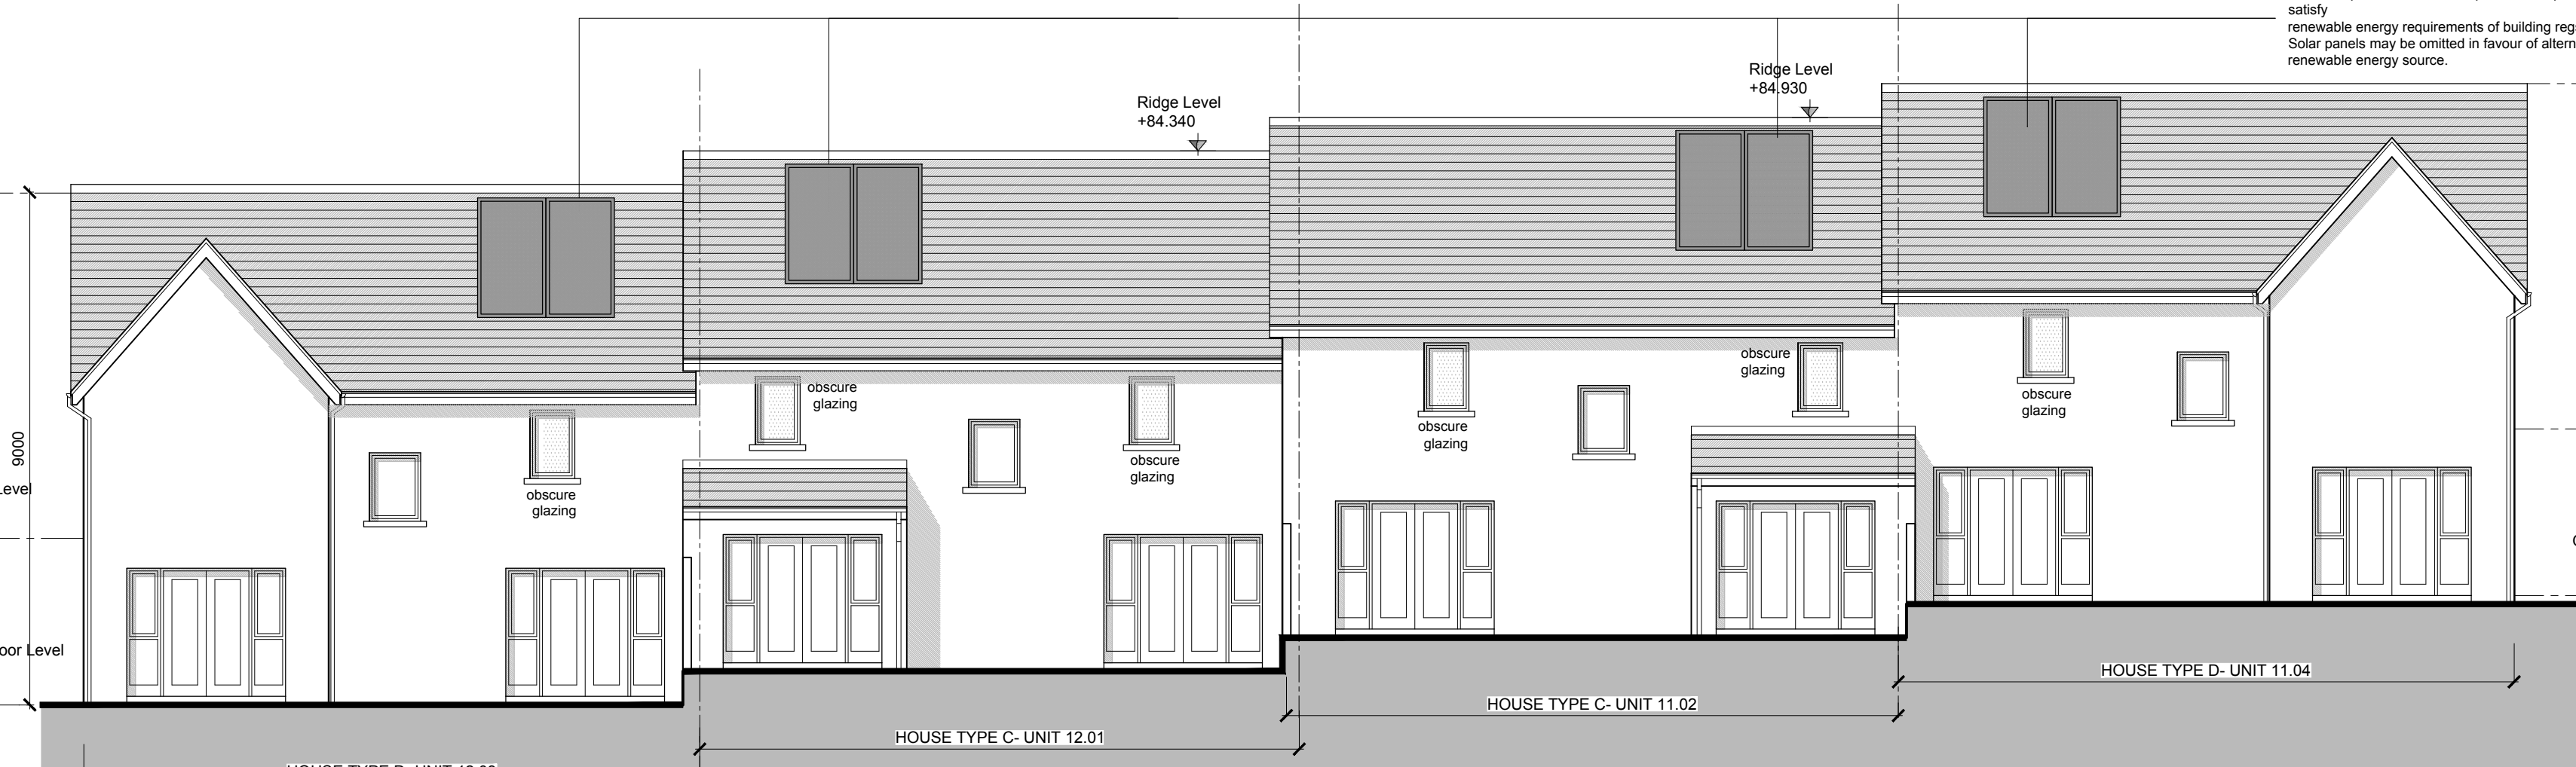 satisfy
renewable energy requirements of building reg
Solar panels may be omitted in favour of altern
renewable energy source.
Ridge Level
+84.930
Ridge Level
+84.340
obscure
glazing
obscure
glazing
obscure
glazing
obscure
glazing
obscure
glazing
obscure
glazing
9000
Level
oor Level
HOUSE TYPE D- UNIT 11.04
HOUSE TYPE C- UNIT 11.02
HOUSE TYPE C- UNIT 12.01